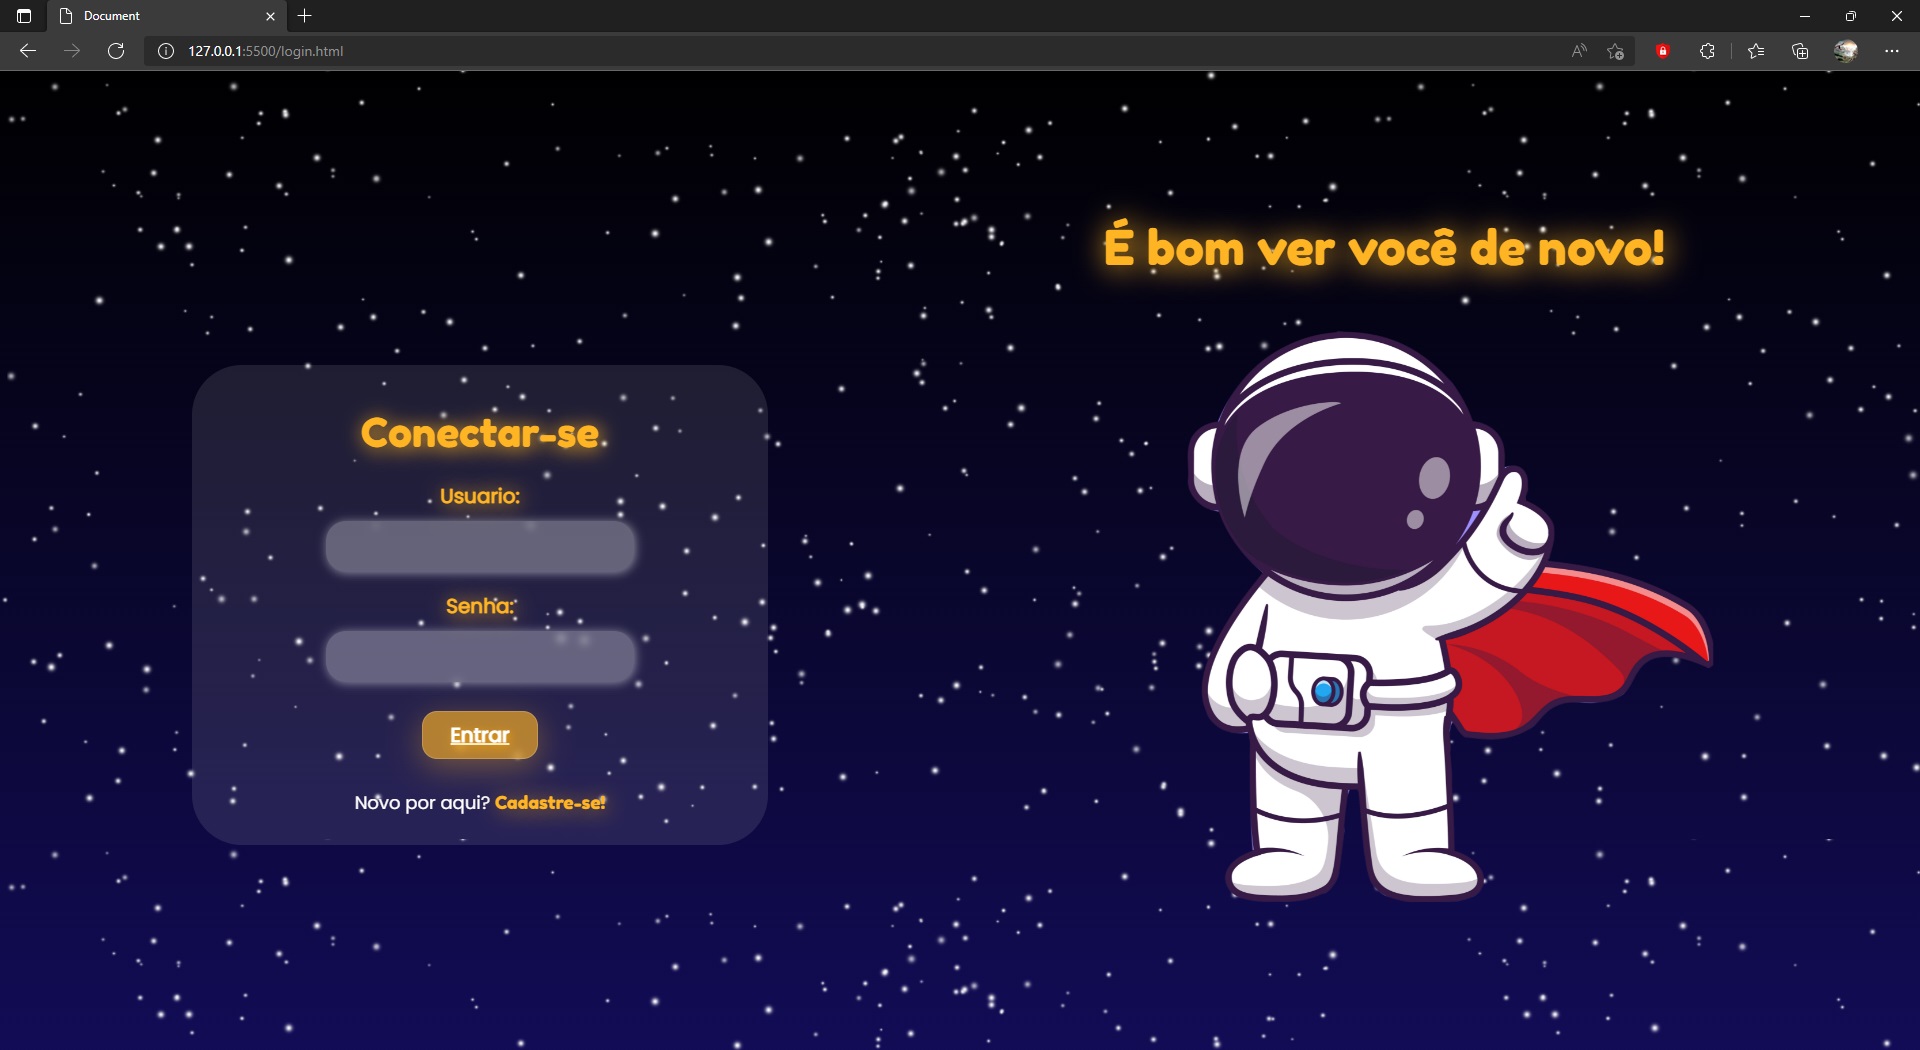 Document
127.0.0.1:5500/login.html
É bom ver você de novo!
Conectar-se
Usuario:
Senha:
Entrar
Novo por aqui? Cadastre-se!